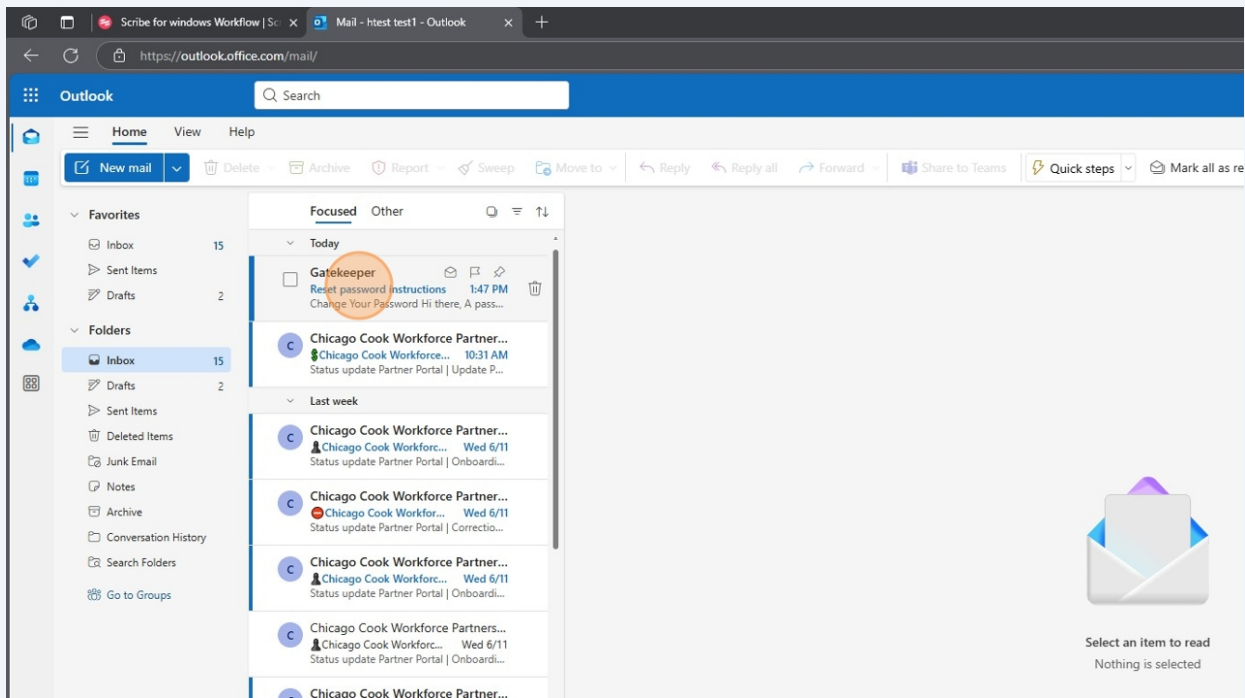 Scribe for windows Workflow | Sc
Mail - htest test1 - Outlook
https://outlook.office.com/mail/
Outlook
Search
Home View Help
New mail Delete Archive Report Sweep Move to Reply Reply all Forward Share to Teams Quick steps Mark all as re
Favorites
Inbox 15
Sent Items
Drafts 2
Folders
Inbox 15
Drafts 2
Sent Items
Deleted Items
Junk Email
Notes
Archive
Conversation History
Search Folders
Go to Groups
Focused Other
Today
Gatekeeper
Reset password instructions 1:47 PM
Change Your Password Hi there, A pass...
C
Chicago Cook Workforce Partner...
Chicago Cook Workforce... 10:31 AM
Status update Partner Portal | Update P...
Last week
C
Chicago Cook Workforce Partner...
Chicago Cook Workforc... Wed 6/11
Status update Partner Portal | Onboardi...
C
Chicago Cook Workforce Partner...
Chicago Cook Workfor... Wed 6/11
Status update Partner Portal | Correctio...
C
Chicago Cook Workforce Partner...
Chicago Cook Workforc... Wed 6/11
Status update Partner Portal | Onboardi...
C
Chicago Cook Workforce Partners...
Chicago Cook Workforc... Wed 6/11
Status update Partner Portal | Onboardi...
Chicago Cook Workforce Partner...
Select an item to read
Nothing is selected